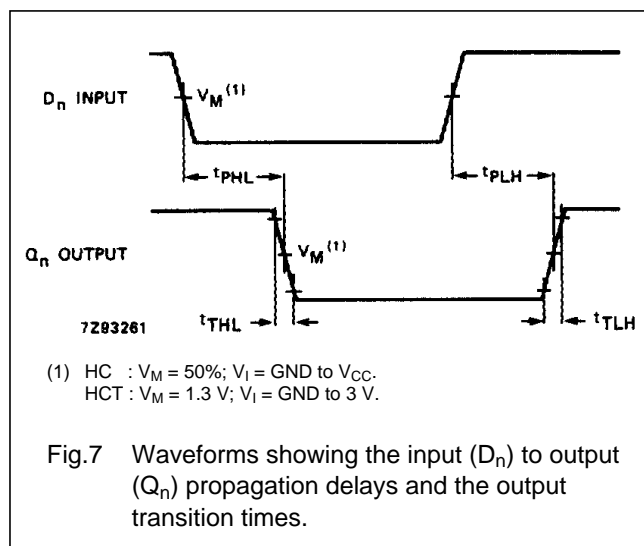 Dn INPUT
VM(1)
tPHL
tPLH
Qn OUTPUT
VM(1)
7Z93261
tTHL
tTLH
(1) HC : VM = 50%; VI = GND to VCC.
HCT : VM = 1.3 V; VI = GND to 3 V.
Fig.7 Waveforms showing the input (Dn) to output
(Qn) propagation delays and the output
transition times.